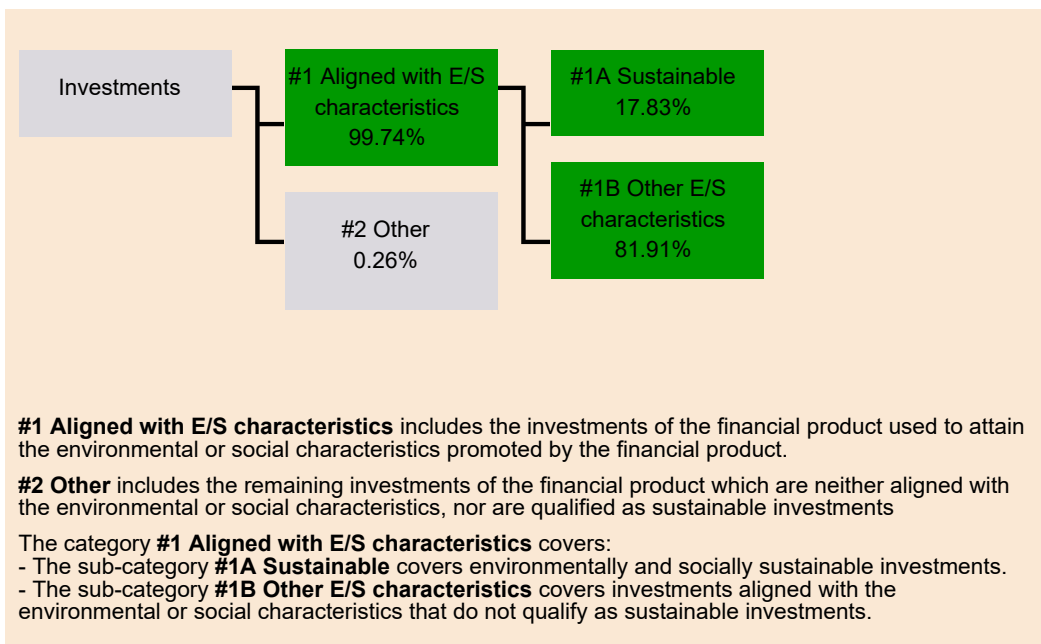 Investments
#1 Aligned with E/S
characteristics
99.74%
#2 Other
0.26%
#1A Sustainable
17.83%
#1B Other E/S
characteristics
81.91%
#1 Aligned with E/S characteristics includes the investments of the financial product used to attain
the environmental or social characteristics promoted by the financial product.
#2 Other includes the remaining investments of the financial product which are neither aligned with
the environmental or social characteristics, nor are qualified as sustainable investments
The category #1 Aligned with E/S characteristics covers:
- The sub-category #1A Sustainable covers environmentally and socially sustainable investments.
- The sub-category #1B Other E/S characteristics covers investments aligned with the
environmental or social characteristics that do not qualify as sustainable investments.